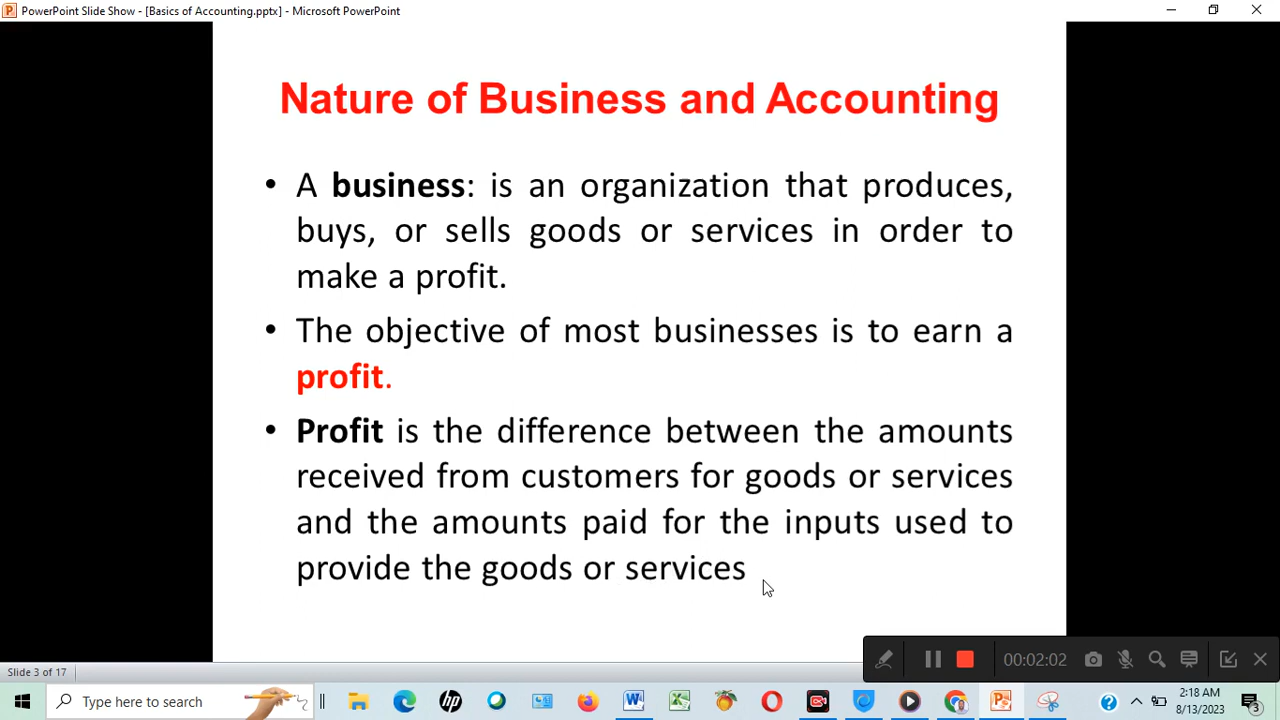 PowerPoint Slide Show - [Basics of Accounting.pptx] - Microsoft PowerPoint
Nature of Business and Accounting
• A business: is an organization that produces,
buys, or sells goods or services in order to
make a profit.
• The objective of most businesses is to earn a
profit.
• Profit is the difference between the amounts
received from customers for goods or services
and the amounts paid for the inputs used to
provide the goods or services
00:02:02
Slide 3 of 17
Type here to search
2:18 AM
8/13/2023
3